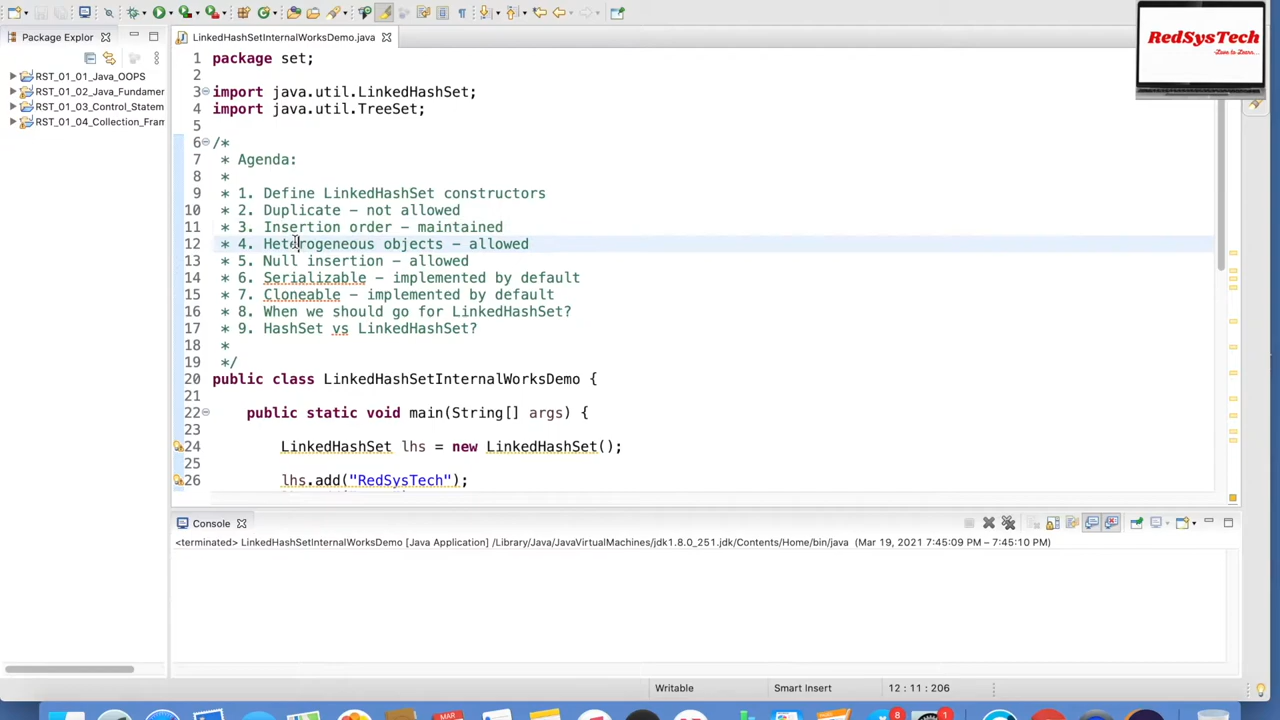 RedSysTech
-Love to Learn...
Package Explor
LinkedHashSetInternalWorksDemo.java
RST_01_01_Java_OOPS
RST_01_02_Java_Fundamer
RST_01_03_Control_Statem
RST_01_04_Collection_Fram
1 package set;
2
3 import java.util.LinkedHashSet;
4 import java.util.TreeSet;
5
6 /*
7 * Agenda:
8 *
9 * 1. Define LinkedHashSet constructors
10 * 2. Duplicate – not allowed
11 * 3. Insertion order – maintained
12 * 4. Heterogeneous objects – allowed
13 * 5. Null insertion – allowed
14 * 6. Serializable – implemented by default
15 * 7. Cloneable – implemented by default
16 * 8. When we should go for LinkedHashSet?
17 * 9. HashSet vs LinkedHashSet?
18 *
19 */
20 public class LinkedHashSetInternalWorksDemo {
21
22 public static void main(String[] args) {
23
24 LinkedHashSet lhs = new LinkedHashSet();
25
26 lhs.add("RedSysTech");
Console
<terminated> LinkedHashSetInternalWorksDemo [Java Application] /Library/Java/JavaVirtualMachines/jdk1.8.0_251.jdk/Contents/Home/bin/java (Mar 19, 2021 7:45:09 PM – 7:45:10 PM)
Writable
Smart Insert
12 : 11 : 206
MAR
8
1